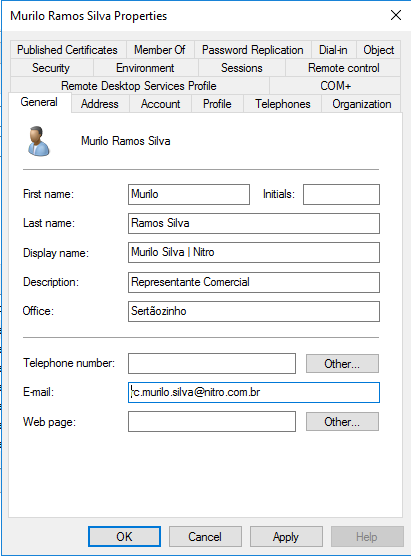 Murilo Ramos Silva Properties
Published Certificates Member Of Password Replication Dial-in Object
Security Environment Sessions Remote control
Remote Desktop Services Profile COM+
General Address Account Profile Telephones Organization
Murilo Ramos Silva
First name: Murilo Initials:
Last name: Ramos Silva
Display name: Murilo Silva | Nitro
Description: Representante Comercial
Office: Sertãozinho
Telephone number: Other...
E-mail: rc.murilo.silva@nitro.com.br
Web page: Other...
OK Cancel Apply Help